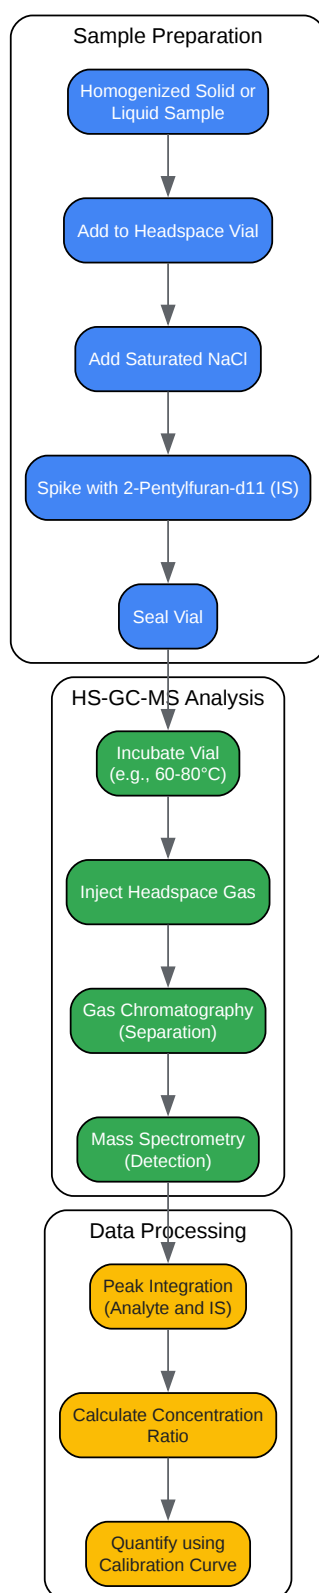 Sample Preparation
Homogenized Solid or
Liquid Sample
Add to Headspace Vial
Add Saturated NaCl
Spike with 2-Pentylfuran-d11 (IS)
Seal Vial
HS-GC-MS Analysis
Incubate Vial
(e.g., 60-80°C)
Inject Headspace Gas
Gas Chromatography
(Separation)
Mass Spectrometry
(Detection)
Data Processing
Peak Integration
(Analyte and IS)
Calculate Concentration
Ratio
Quantify using
Calibration Curve